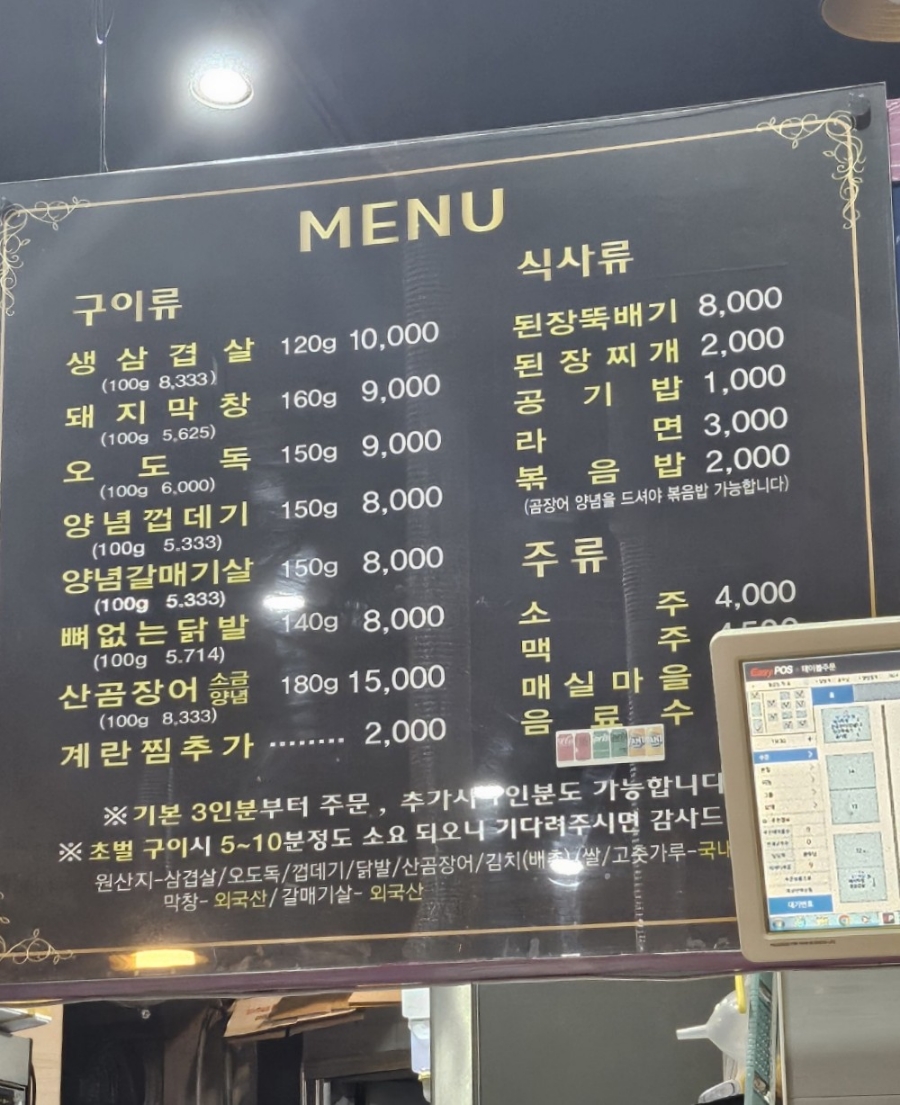 MENU
구이류
생삼겹살 120g 10,000
(100g 8,333)
돼지막창 160g 9,000
(100g 5,625)
오도독 150g 9,000
(100g 6,000)
양념껍데기 150g 8,000
(100g 5.333)
양념갈매기살 150g 8,000
(100g 5.333)
뼈없는닭발 140g 8,000
(100g 5.714)
산곰장어 소금 양념 180g 15,000
(100g 8,333)
계란찜추가 ········· 2,000
식사류
된장뚝배기 8,000
된장찌개 2,000
공기밥 1,000
라면 3,000
볶음밥 2,000
(곰장어 양념을 드셔야 볶음밥 가능합니다)
주류
소주 4,000
맥주
매실마을
음료수
※기본 3인분부터 주문, 추가시 인분도 가능합니다
※초벌 구이시 5~10분정도 소요 되오니 기다려주시면 감사드
원산지-삼겹살/오도독/껍데기/닭발/산곰장어/김치(배추)/쌀/고춧가루-국내
막창- 외국산/갈매기살- 외국산
POS